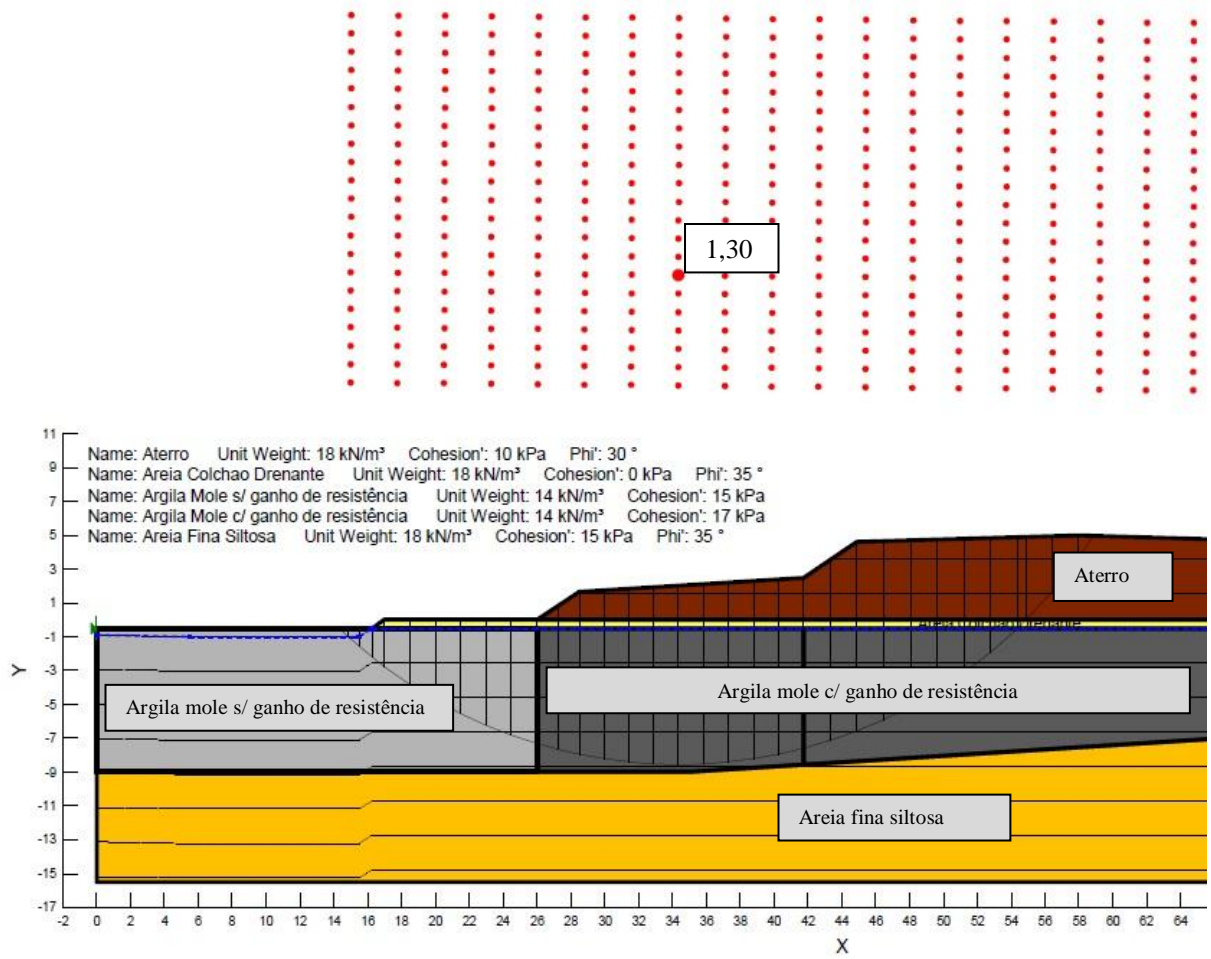 1,30
11
9
7
5
3
1
-1
-3
-5
-7
-9
-11
-13
-15
-17
Y
Name: Aterro Unit Weight: 18 kN/m³ Cohesion': 10 kPa Phi': 30 °
Name: Areia Colchao Drenante Unit Weight: 18 kN/m³ Cohesion': 0 kPa Phi': 35 °
Name: Argila Mole s/ ganho de resistência Unit Weight: 14 kN/m³ Cohesion': 15 kPa
Name: Argila Mole c/ ganho de resistência Unit Weight: 14 kN/m³ Cohesion': 17 kPa
Name: Areia Fina Siltosa Unit Weight: 18 kN/m³ Cohesion': 15 kPa Phi': 35 °
Aterro
Areia Colchao Drenante
Argila mole s/ ganho de resistência
Argila mole c/ ganho de resistência
Areia fina siltosa
-2 0 2 4 6 8 10 12 14 16 18 20 22 24 26 28 30 32 34 36 38 40 42 44 46 48 50 52 54 56 58 60 62 64
X